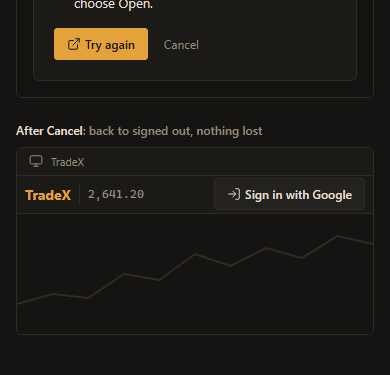 choose Open.
Try again
Cancel
After Cancel: back to signed out, nothing lost
TradeX
TradeX 2,641.20 Sign in with Google